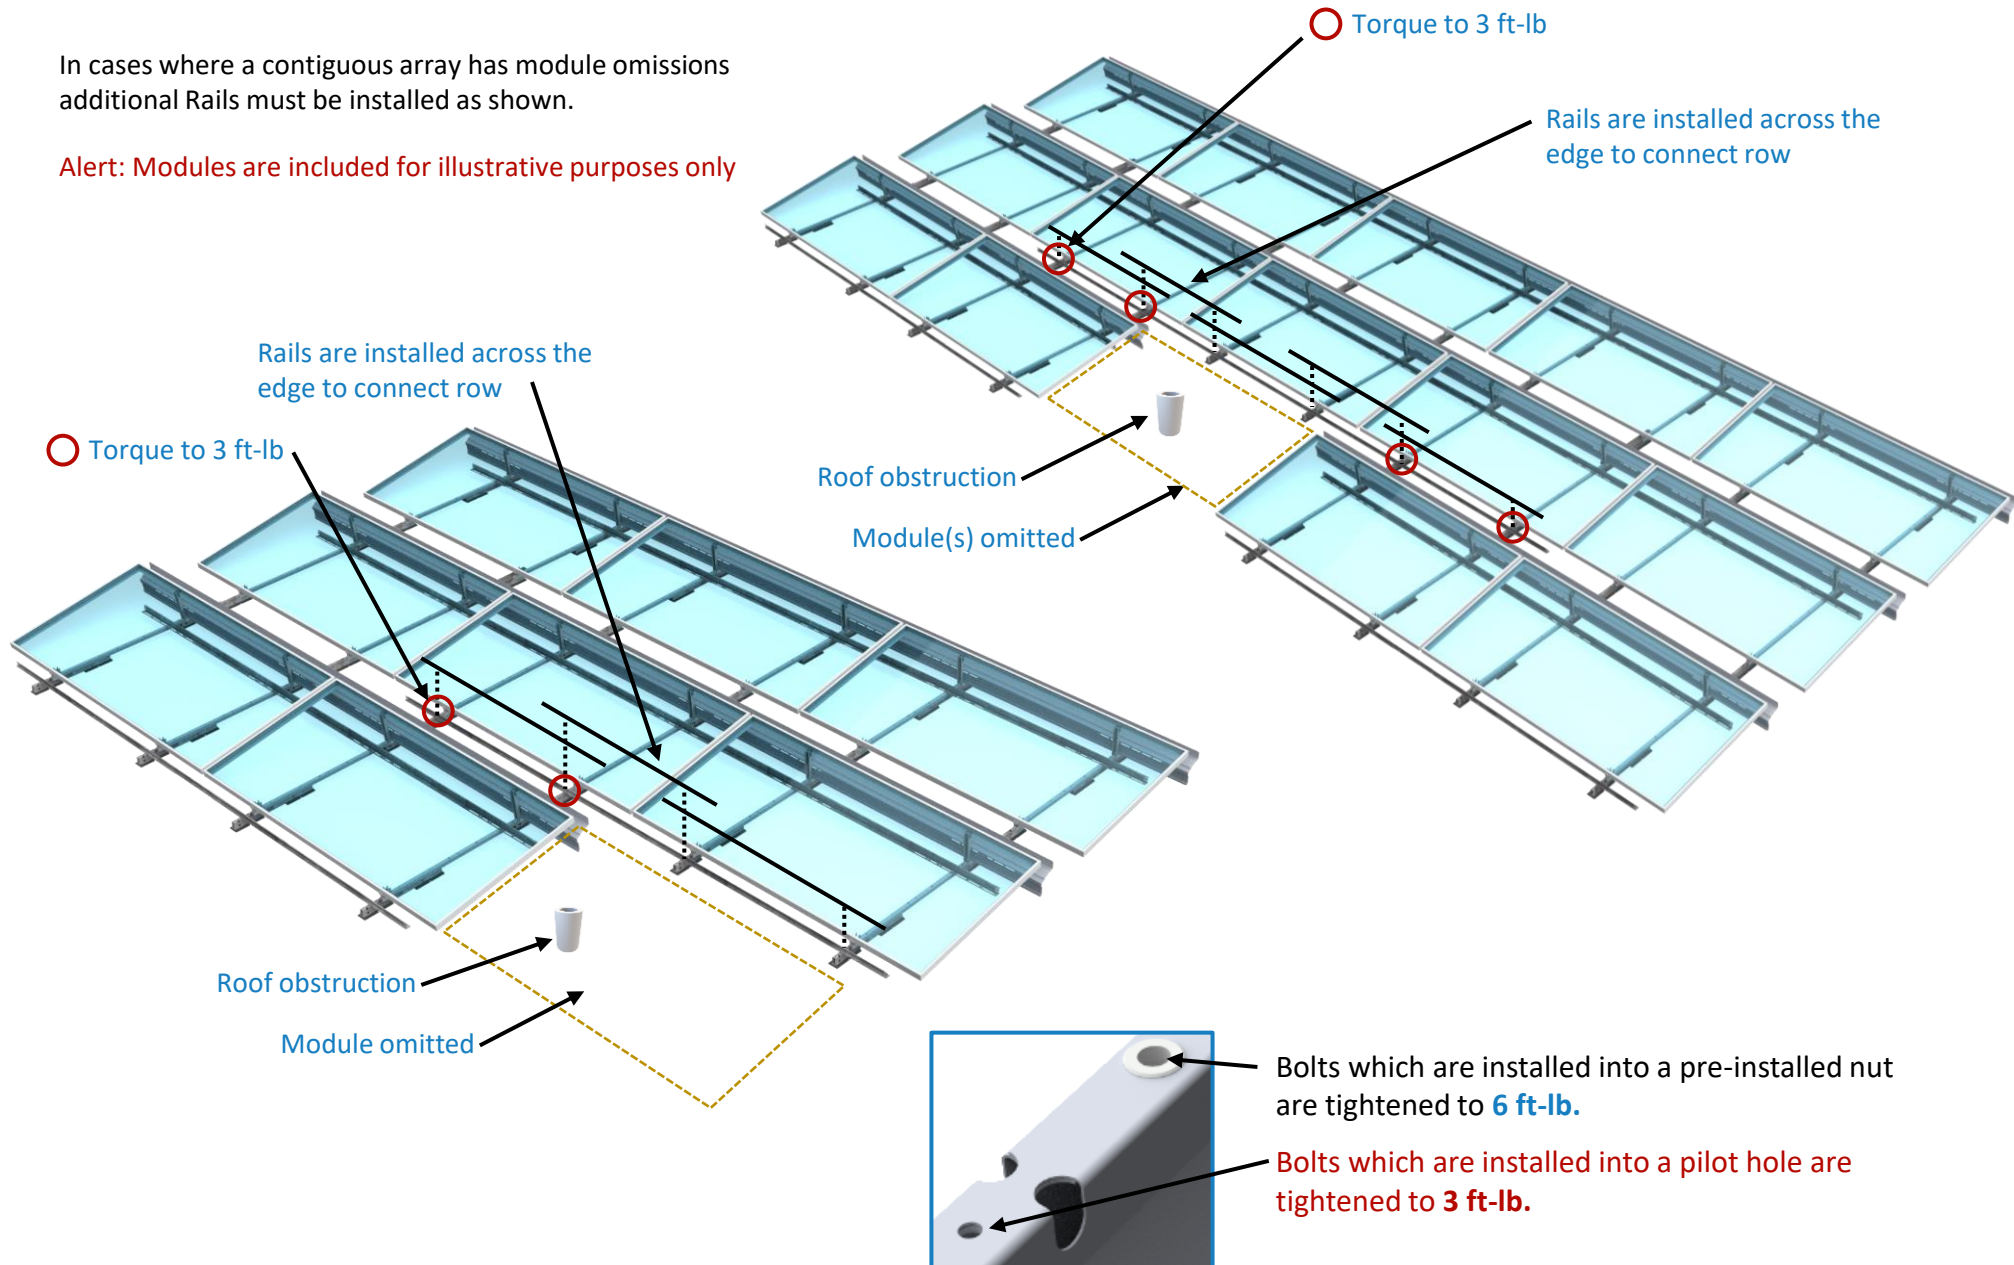 In cases where a contiguous array has module omissions
additional Rails must be installed as shown.
Alert: Modules are included for illustrative purposes only
Torque to 3 ft-lb
Rails are installed across the
edge to connect row
Roof obstruction
Module(s) omitted
Rails are installed across the
edge to connect row
Torque to 3 ft-lb
Roof obstruction
Module omitted
Bolts which are installed into a pre-installed nut
are tightened to 6 ft-lb.
Bolts which are installed into a pilot hole are
tightened to 3 ft-lb.